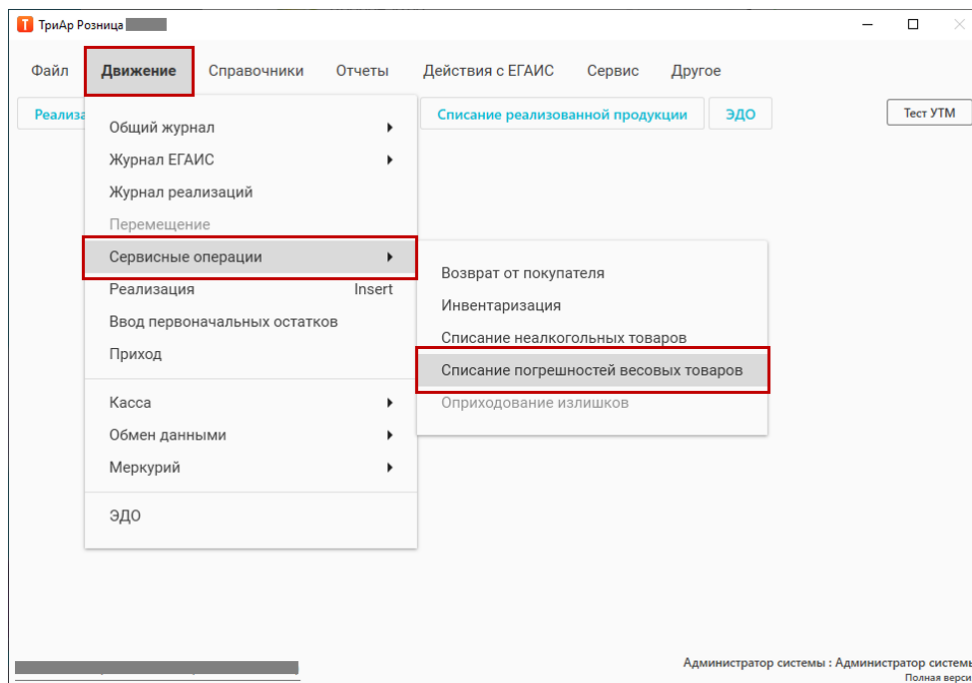 ТриАр Розница
Файл Движение Справочники Отчеты Действия с ЕГАИС Сервис Другое
Списание реализованной продукции ЭДО Тест УТМ
Общий журнал
Журнал ЕГАИС
Журнал реализаций
Перемещение
Сервисные операции
Реализация Insert
Ввод первоначальных остатков
Приход
Касса
Обмен данными
Меркурий
ЭДО
Возврат от покупателя
Инвентаризация
Списание неалкогольных товаров
Списание погрешностей весовых товаров
Оприходование излишков
Администратор системы : Администратор системы
Полная верси